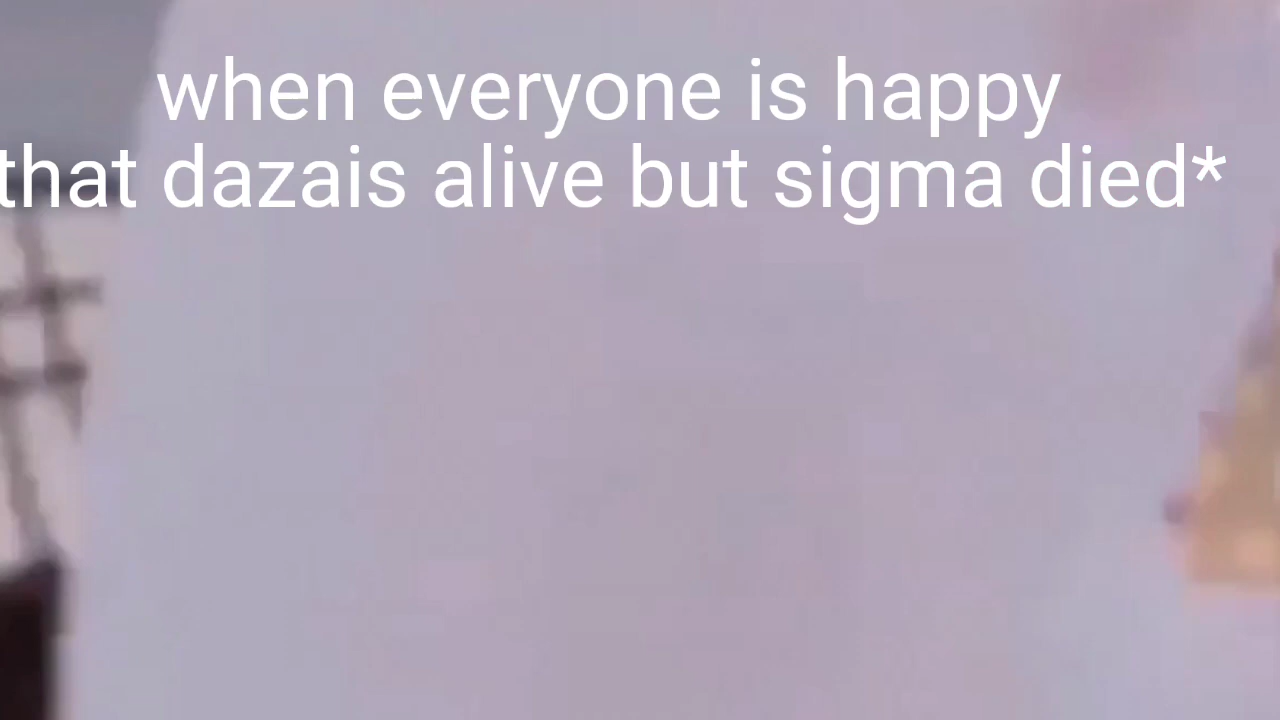 when everyone is happy
that dazais alive but sigma died*